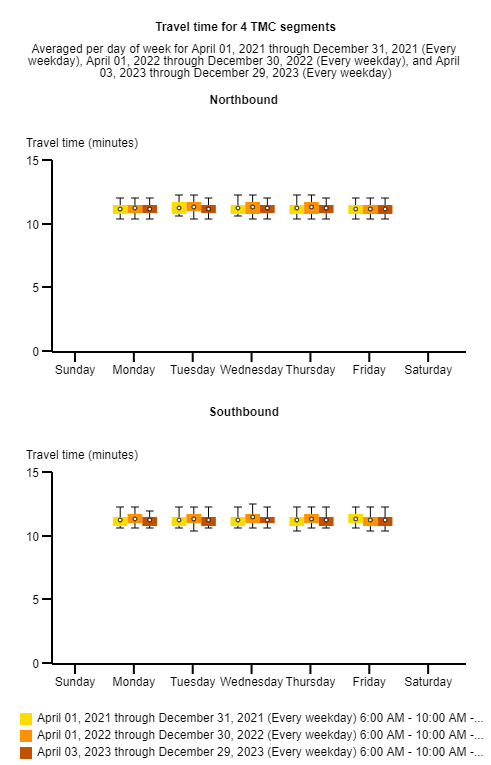 Travel time for 4 TMC segments
Averaged per day of week for April 01, 2021 through December 31, 2021 (Every
weekday), April 01, 2022 through December 30, 2022 (Every weekday), and April
03, 2023 through December 29, 2023 (Every weekday)
Northbound
Travel time (minutes)
15
10
5
0
Sunday Monday Tuesday Wednesday Thursday Friday Saturday
Southbound
Travel time (minutes)
15
10
5
0
Sunday Monday Tuesday Wednesday Thursday Friday Saturday
April 01, 2021 through December 31, 2021 (Every weekday) 6:00 AM - 10:00 AM -...
April 01, 2022 through December 30, 2022 (Every weekday) 6:00 AM - 10:00 AM -...
April 03, 2023 through December 29, 2023 (Every weekday) 6:00 AM - 10:00 AM -...